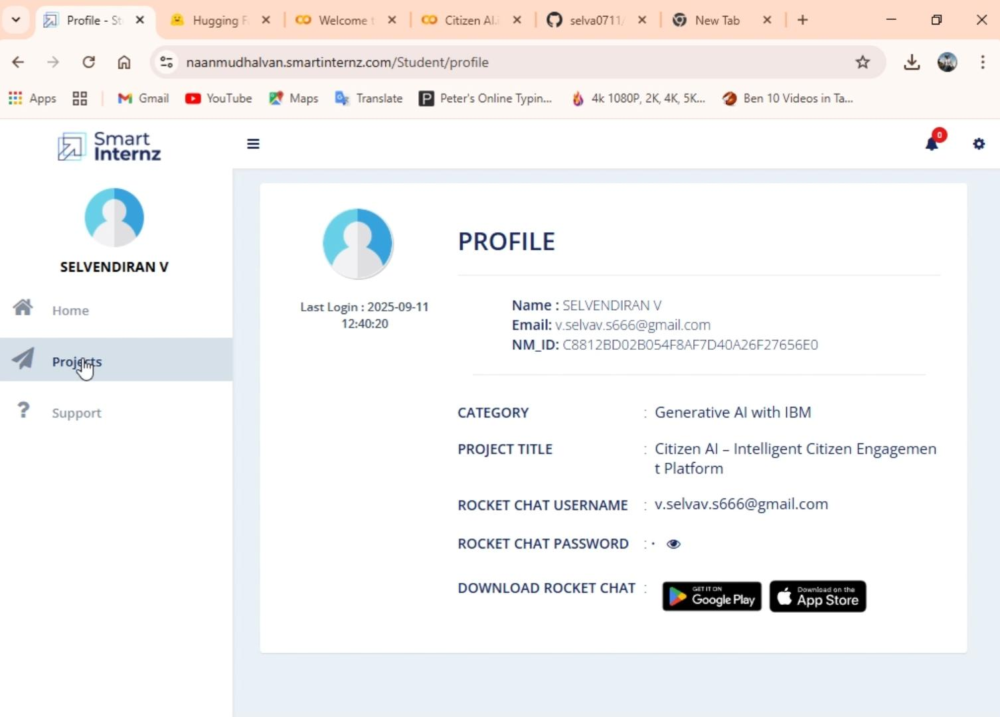 Profile - St
Hugging F
Welcome t
Citizen AI.i
selva0711/
New Tab
naanmudhalvan.smartinternz.com/Student/profile
Apps
Gmail
YouTube
Maps
Translate
Peter's Online Typin...
4k 1080P, 2K, 4K, 5K...
Ben 10 Videos in Ta...
Smart
Internz
0
SELVENDIRAN V
Home
Projects
Support
PROFILE
Last Login : 2025-09-11
12:40:20
Name : SELVENDIRAN V
Email: v.selvav.s666@gmail.com
NM_ID: C8812BD02B054F8AF7D40A26F27656E0
CATEGORY : Generative AI with IBM
PROJECT TITLE : Citizen AI – Intelligent Citizen Engagemen
t Platform
ROCKET CHAT USERNAME : v.selvav.s666@gmail.com
ROCKET CHAT PASSWORD : ·
DOWNLOAD ROCKET CHAT :
GET IT ON
Google Play
Download on the
App Store